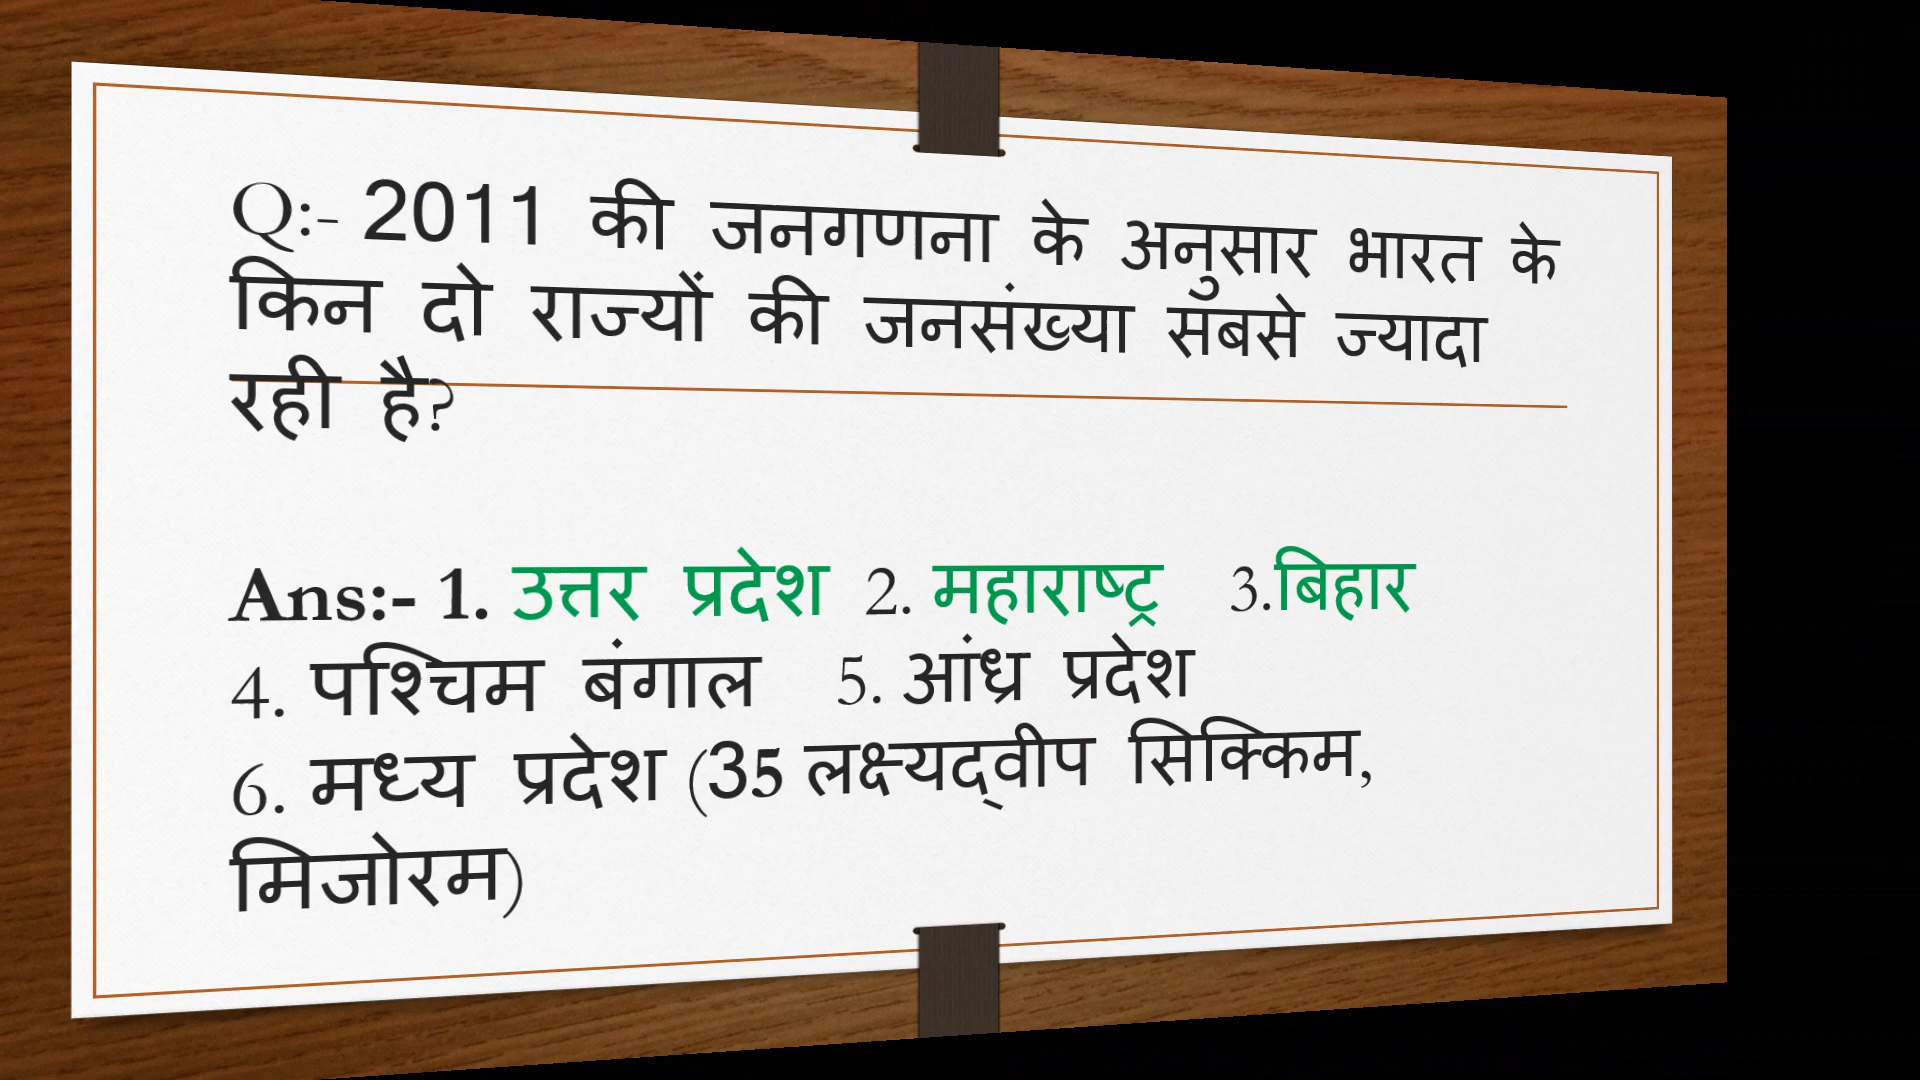 Q:- 2011 की जनगणना के अनुसार भारत के
किन दो राज्यों की जनसंख्या सबसे ज्यादा
रही है?
Ans:- 1. उत्तर प्रदेश 2. महाराष्ट्र 3.बिहार
4. पश्चिम बंगाल 5. आंध्र प्रदेश
6. मध्य प्रदेश (35 लक्ष्यद्वीप सिक्किम,
मिजोरम)